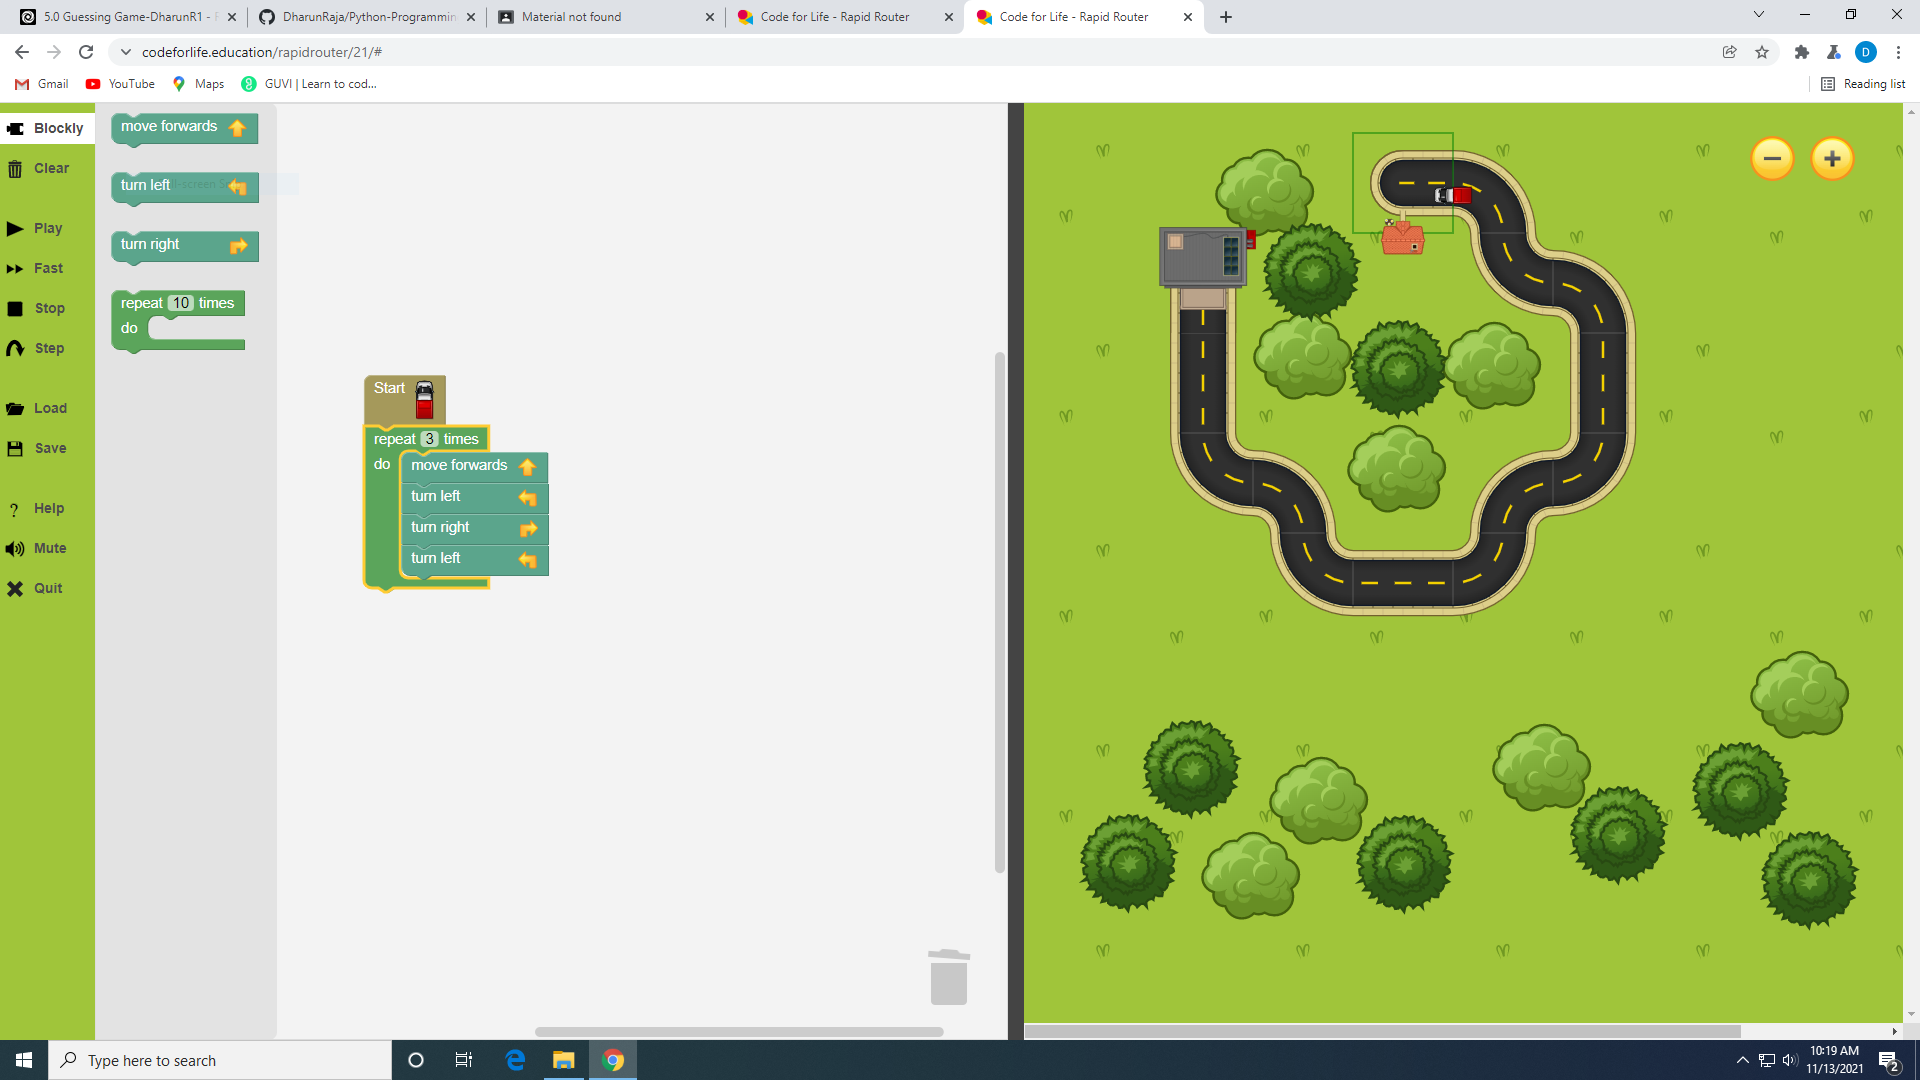 5.0 Guessing Game-DharunR1 - F
DharunRaja/Python-Programmin
Material not found
Code for Life - Rapid Router
Code for Life - Rapid Router
codeforlife.education/rapidrouter/21/#
D
Gmail
YouTube
Maps
GUVI | Learn to cod...
Reading list
Blockly
Clear
Play
Fast
Stop
Step
Load
Save
Help
Mute
Quit
move forwards
turn left
turn right
repeat 10 times
do
Start
repeat 3 times
do
move forwards
turn left
turn right
turn left
Type here to search
10:19 AM
11/13/2021
2